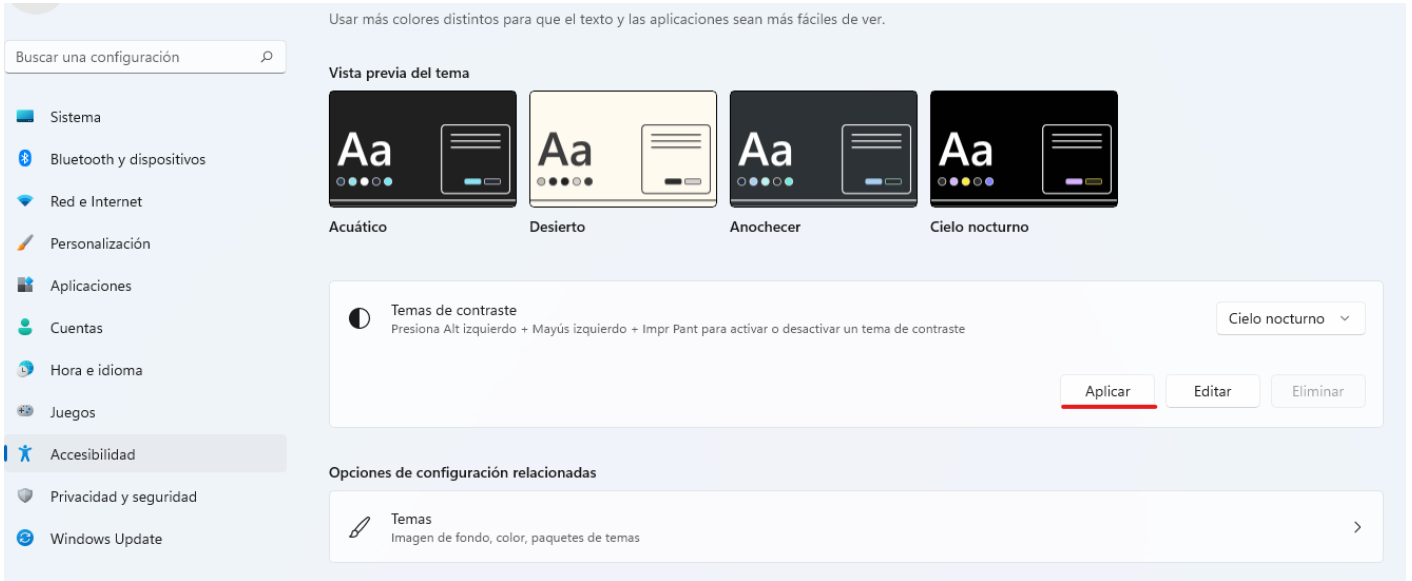 Usar más colores distintos para que el texto y las aplicaciones sean más fáciles de ver.
Buscar una configuración
Sistema
Bluetooth y dispositivos
Red e Internet
Personalización
Aplicaciones
Cuentas
Hora e idioma
Juegos
Accesibilidad
Privacidad y seguridad
Windows Update
Vista previa del tema
Aa Aa Aa Aa
Acuático Desierto Anochecer Cielo nocturno
Temas de contraste
Presiona Alt izquierdo + Mayús izquierdo + Impr Pant para activar o desactivar un tema de contraste
Cielo nocturno
Aplicar Editar Eliminar
Opciones de configuración relacionadas
Temas
Imagen de fondo, color, paquetes de temas